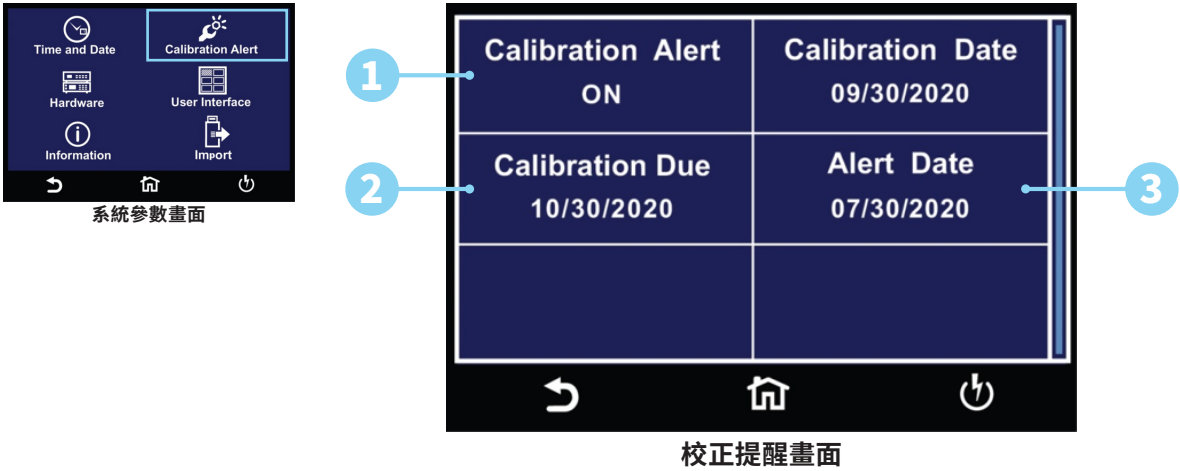 Time and Date
Calibration Alert
Hardware
User Interface
Information
Import
系統參數畫面
1
Calibration Alert
ON
Calibration Date
09/30/2020
2
Calibration Due
10/30/2020
Alert Date
07/30/2020
3
校正提醒畫面